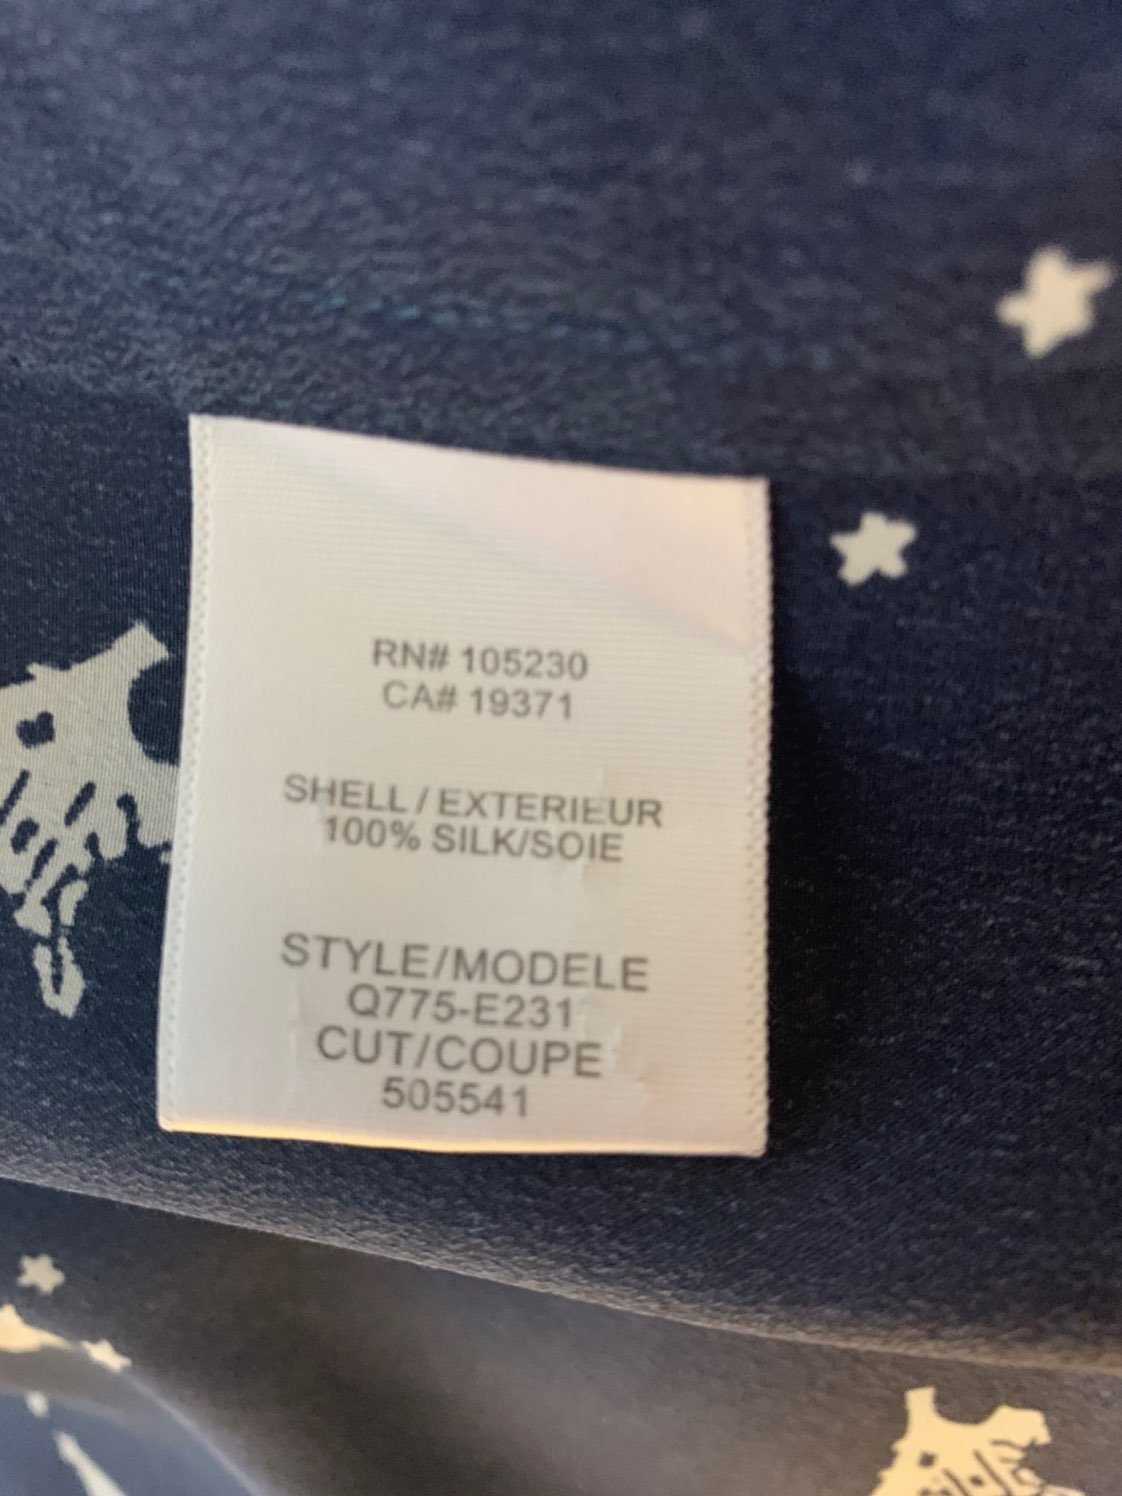 RN# 105230
CA# 19371
SHELL / EXTERIEUR
100% SILK/SOIE
STYLE/MODELE
Q775-E231
CUT/COUPE
505541